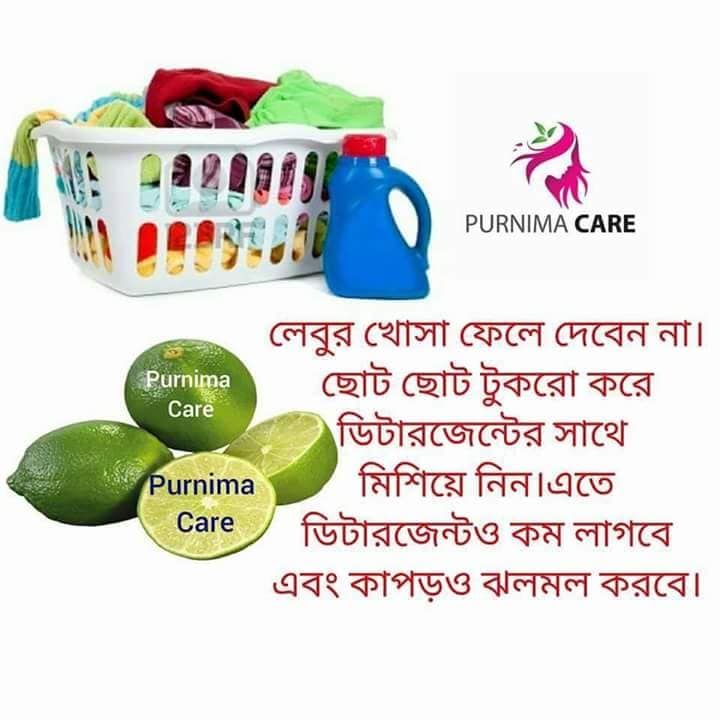 PURNIMA CARE
লেবুর খোসা ফেলে দেবেন না।
ছোট ছোট টুকরো করে
ডিটারজেন্টের সাথে
মিশিয়ে নিন।এতে
ডিটারজেন্টও কম লাগবে
এবং কাপড়ও ঝলমল করবে।
Purnima
Care
Purnima
Care